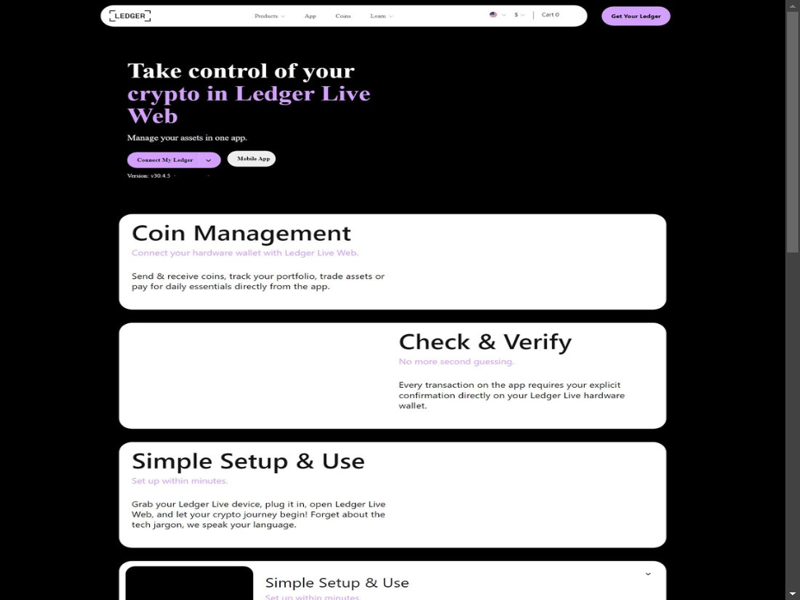 LEDGER Products App Coins Learn $ Cart 0 Get Your Ledger
Take control of your
crypto in Ledger Live
Web
Manage your assets in one app.
Connect My Ledger Mobile App
Version: v30.4.5
Coin Management
Connect your hardware wallet with Ledger Live Web.
Send & receive coins, track your portfolio, trade assets or
pay for daily essentials directly from the app.
Check & Verify
No more second guessing.
Every transaction on the app requires your explicit
confirmation directly on your Ledger Live hardware
wallet.
Simple Setup & Use
Set up within minutes.
Grab your Ledger Live device, plug it in, open Ledger Live
Web, and let your crypto journey begin! Forget about the
tech jargon, we speak your language.
Simple Setup & Use
Set up within minutes.